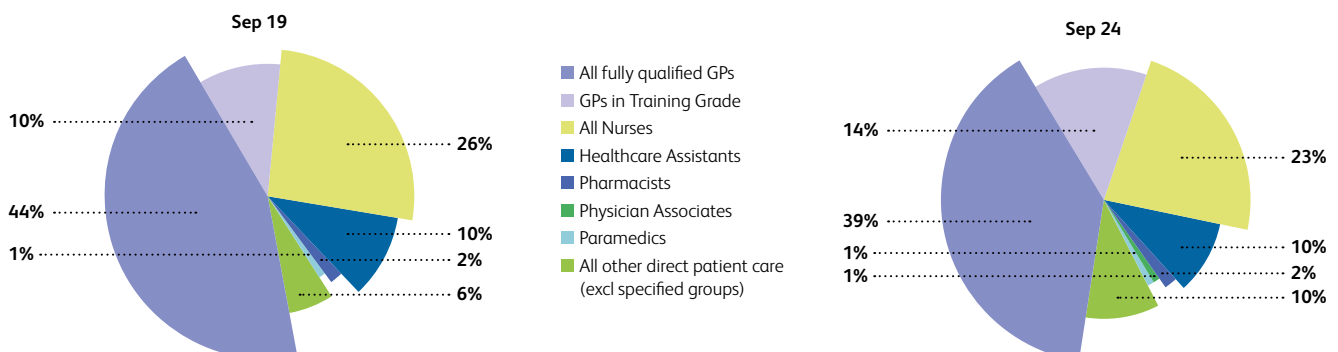 Sep 19
10%
26%
44%
10%
1%
2%
6%
All fully qualified GPs
GPs in Training Grade
All Nurses
Healthcare Assistants
Pharmacists
Physician Associates
Paramedics
All other direct patient care
(excl specified groups)
Sep 24
14%
23%
39%
10%
1%
2%
1%
10%